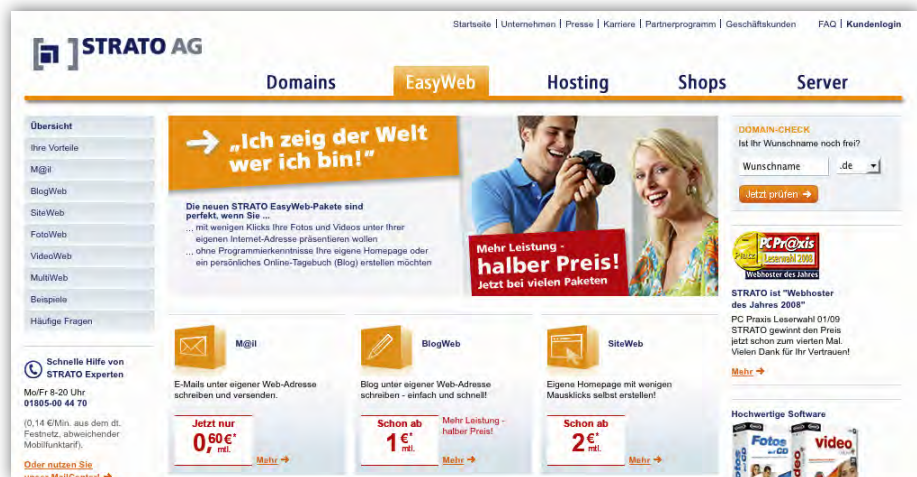 Startseite | Unternehmen | Presse | Karriere | Partnerprogramm | Geschäftskunden FAQ | Kundenlogin
STRATO AG
Domains EasyWeb Hosting Shops Server
Übersicht
Ihre Vorteile
M@il
BlogWeb
SiteWeb
FotoWeb
VideoWeb
MultiWeb
Beispiele
Häufige Fragen
Schnelle Hilfe von
STRATO Experten
Mo/Fr 8-20 Uhr
01805-00 44 70
(0,14 €/Min. aus dem dt.
Festnetz, abweichender
Mobilfunktarif).
Oder nutzen Sie
unser MailCenter!
„Ich zeig der Welt
wer ich bin!"
Die neuen STRATO EasyWeb-Pakete sind
perfekt, wenn Sie ...
... mit wenigen Klicks Ihre Fotos und Videos unter Ihrer
eigenen Internet-Adresse präsentieren wollen
... ohne Programmierkenntnisse Ihre eigene Homepage oder
ein persönliches Online-Tagebuch (Blog) erstellen möchten
Mehr Leistung -
halber Preis!
Jetzt bei vielen Paketen
M@il
E-Mails unter eigener Web-Adresse
schreiben und versenden.
Jetzt nur
0,60 €*
mtl.
Mehr
BlogWeb
Blog unter eigener Web-Adresse
schreiben - einfach und schnell!
Schon ab
1 €*
mtl.
Mehr Leistung -
halber Preis!
Mehr
SiteWeb
Eigene Homepage mit wenigen
Mausklicks selbst erstellen!
Schon ab
2 €*
mtl.
Mehr
DOMAIN-CHECK
Ist Ihr Wunschname noch frei?
Wunschname .de
Jetzt prüfen
PC Pr@xis
Leserwahl 2008
Webhoster des Jahres
STRATO ist "Webhoster
des Jahres 2008"
PC Praxis Leserwahl 01/09
STRATO gewinnt den Preis
jetzt schon zum vierten Mal.
Vielen Dank für Ihr Vertrauen!
Mehr
Hochwertige Software
Fotos
auf CD
video